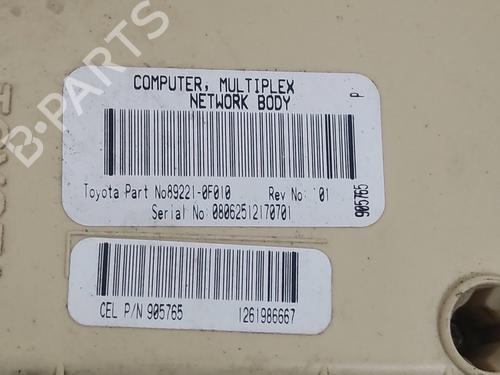 B-PARTS
COMPUTER, MULTIPLEX
NETWORK BODY
P
Toyota Part No89221-0F010 Rev No: 01
Serial No: 08062512170701
905765
CEL P/N 905765 1261986667